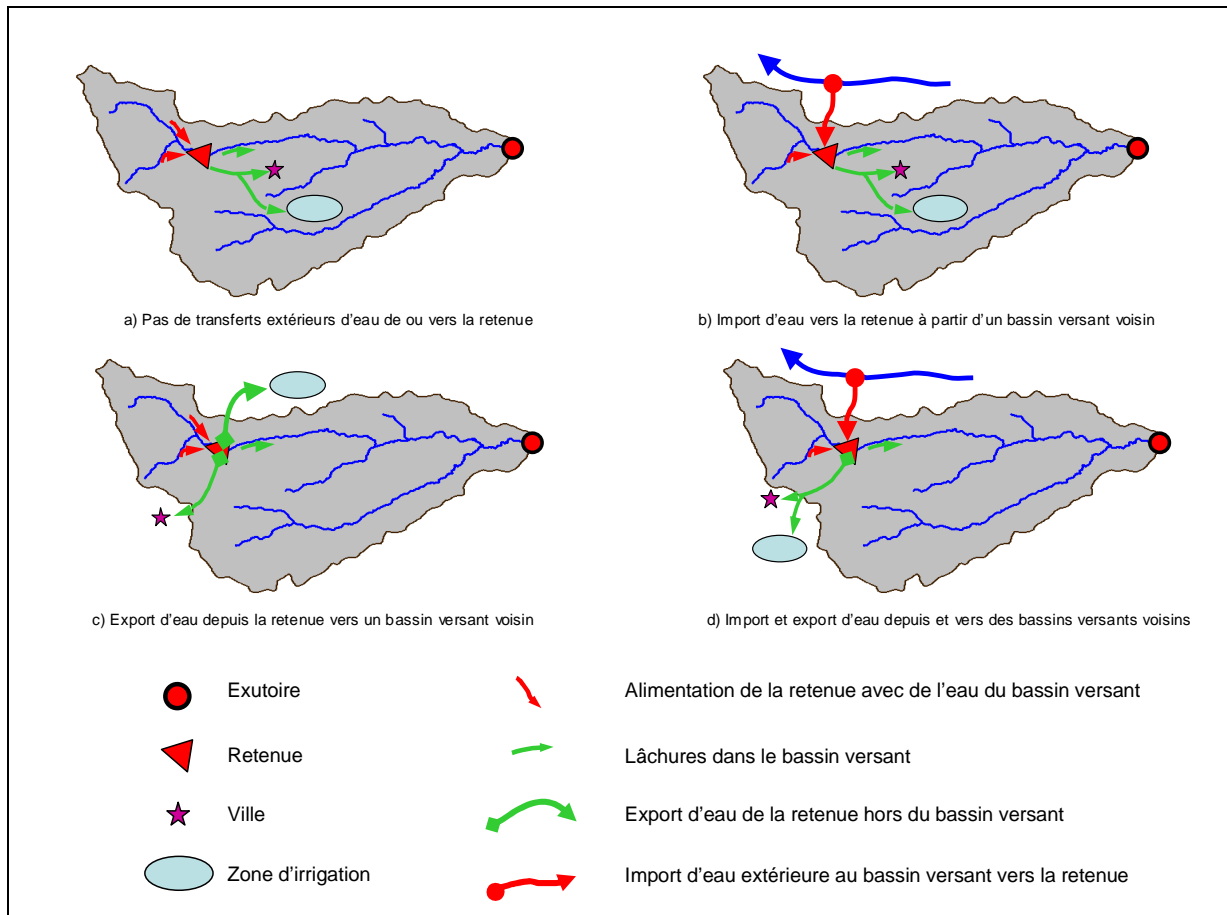 a) Pas de transferts extérieurs d'eau de ou vers la retenue
b) Import d'eau vers la retenue à partir d'un bassin versant voisin
c) Export d'eau depuis la retenue vers un bassin versant voisin
d) Import et export d'eau depuis et vers des bassins versants voisins
Exutoire
Alimentation de la retenue avec de l'eau du bassin versant
Retenue
Lâchures dans le bassin versant
Ville
Export d'eau de la retenue hors du bassin versant
Zone d'irrigation
Import d'eau extérieure au bassin versant vers la retenue